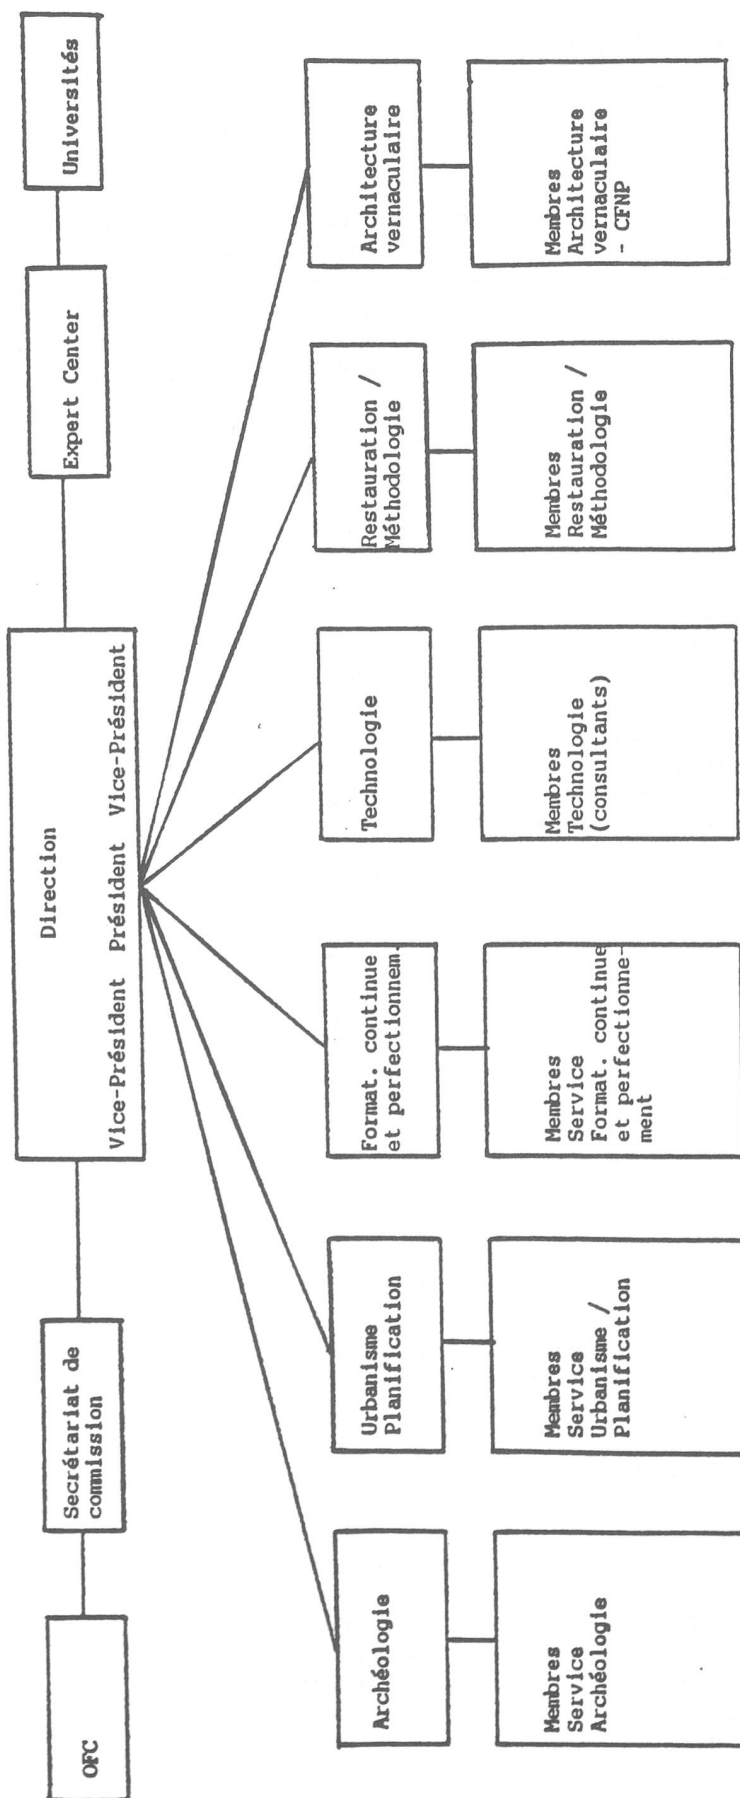 OFC
Secrétariat de
commission
Direction
Vice-Président Président Vice-Président
Expert Center
Universités
Archéologie
Urbanisme
Planification
Format. continue
et perfectionnem.
Technologie
Restauration /
Méthodologie
Architecture
vernaculaire
Membres
Service
Archéologie
Membres
Service
Urbanisme /
Planification
Membres
Service
Format. continue
et perfectionne-
ment
Membres
Technologie
(consultants)
Membres
Restauration /
Méthodologie
Membres
Architecture
vernaculaire
- CFNP